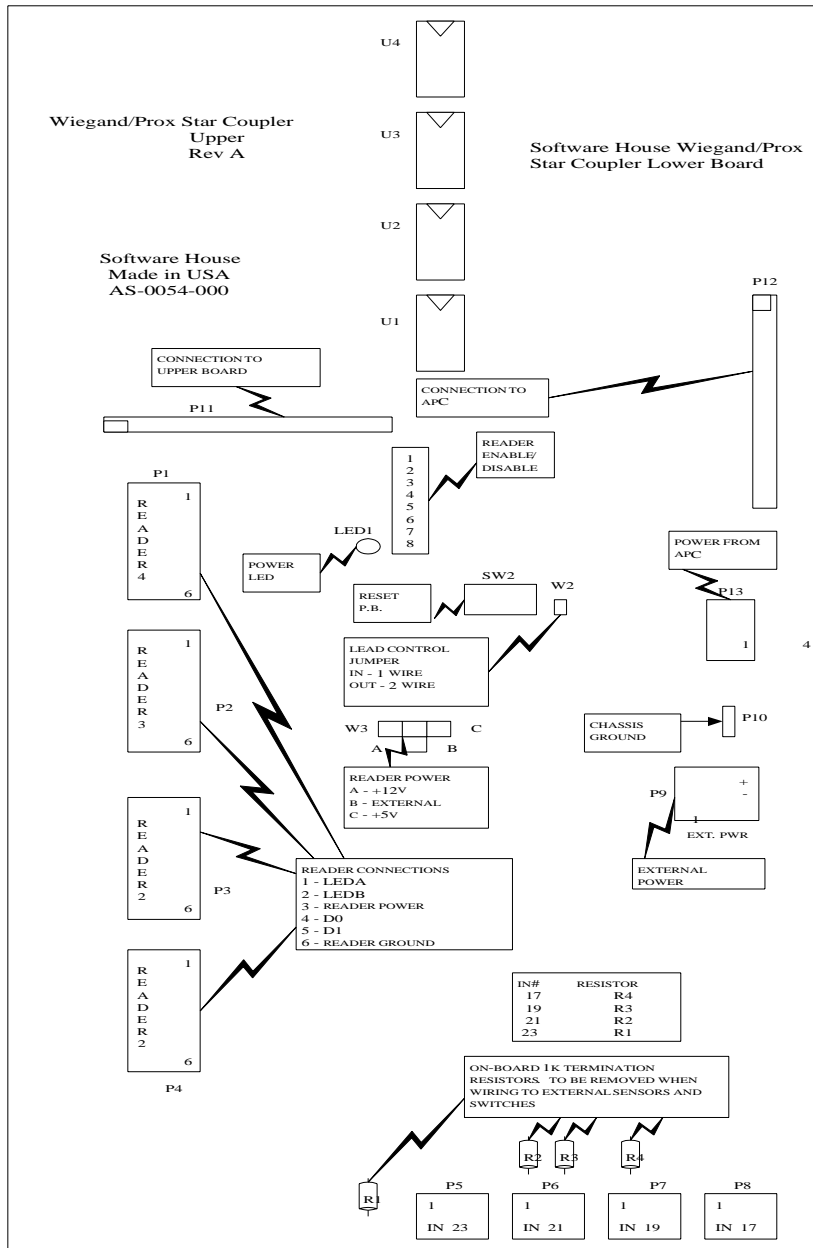 U4
Wiegand/Prox Star Coupler
Upper
Rev A
U3
Software House Wiegand/Prox
Star Coupler Lower Board
U2
Software House
Made in USA
AS-0054-000
P12
U1
CONNECTION TO
UPPER BOARD
CONNECTION TO
APC
P11
READER
ENABLE/
DISABLE
1
2
3
4
5
6
7
8
P1
READER4
1
6
LED1
POWER
LED
POWER FROM
APC
P13
1
4
RESET
P.B.
SW2
W2
LEAD CONTROL
JUMPER
IN - 1 WIRE
OUT - 2 WIRE
READER3
1
6
P2
W3
C
A
B
CHASSIS
GROUND
P10
READER POWER
A - +12V
B - EXTERNAL
C - +5V
P9
+
-
1
EXT. PWR
READER2
1
6
P3
READER CONNECTIONS
1 - LEDA
2 - LEDB
3 - READER POWER
4 - D0
5 - D1
6 - READER GROUND
EXTERNAL
POWER
READER2
1
6
P4
IN# RESISTOR
17 R4
19 R3
21 R2
23 R1
ON-BOARD 1K TERMINATION
RESISTORS. TO BE REMOVED WHEN
WIRING TO EXTERNAL SENSORS AND
SWITCHES
R2
R3
R4
R1
P5
1
IN 23
P6
1
IN 21
P7
1
IN 19
P8
1
IN 17